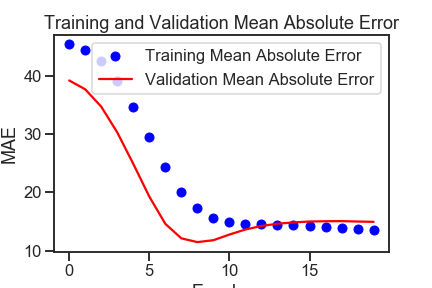 Training and Validation Mean Absolute Error
Training Mean Absolute Error
Validation Mean Absolute Error
MAE
40
30
20
10
0
5
10
15